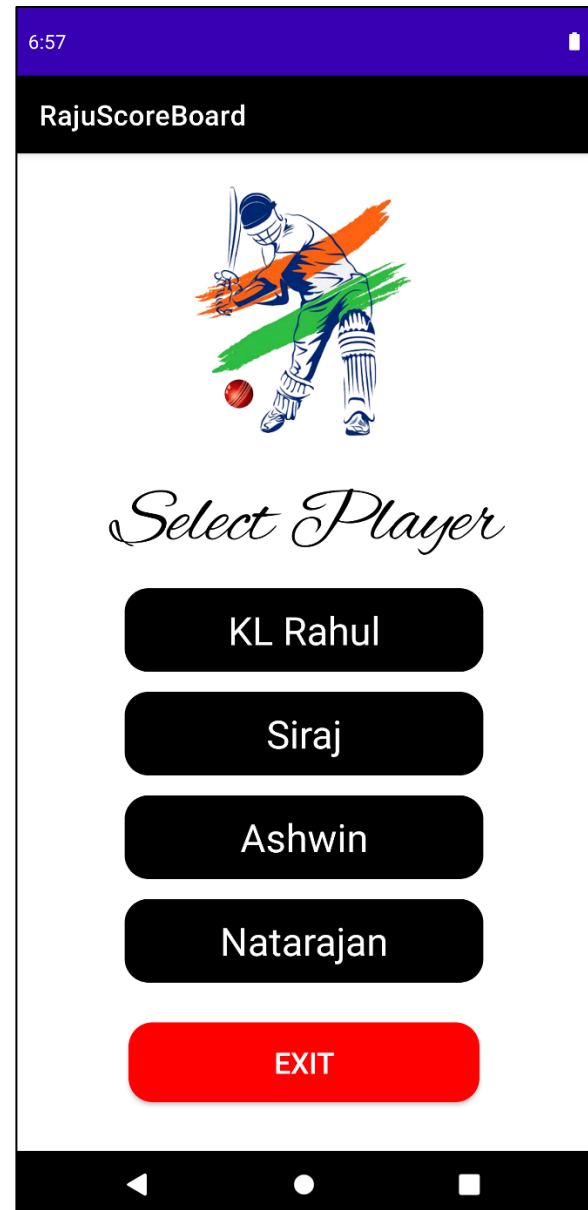 6:57
RajuScoreBoard
Select Player
KL Rahul
Siraj
Ashwin
Natarajan
EXIT